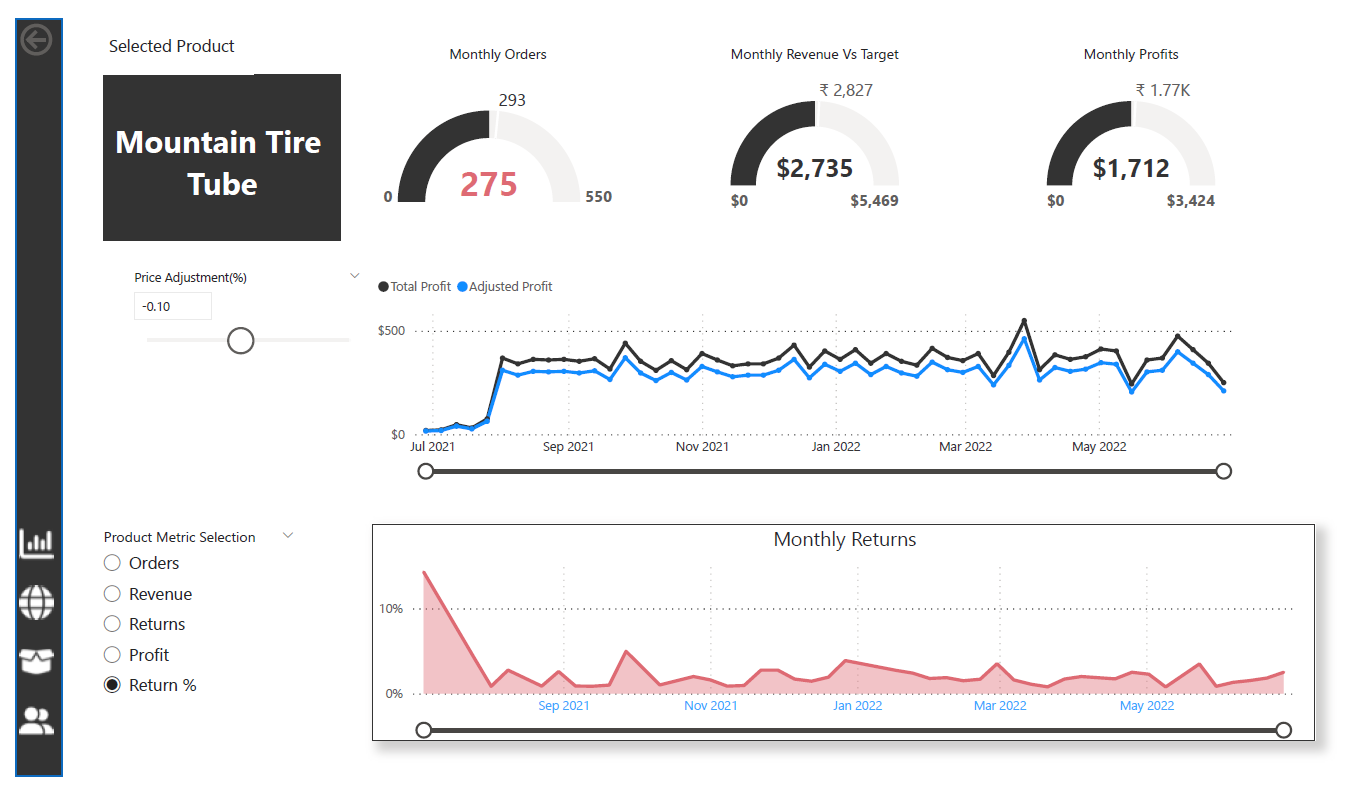 Selected Product
Mountain Tire
Tube
Monthly Orders
293
275
0
550
Monthly Revenue Vs Target
₹ 2,827
$2,735
$0
$5,469
Monthly Profits
₹ 1.77K
$1,712
$0
$3,424
Price Adjustment(%)
-0.10
Total Profit
Adjusted Profit
$500
$0
Jul 2021
Sep 2021
Nov 2021
Jan 2022
Mar 2022
May 2022
Product Metric Selection
Orders
Revenue
Returns
Profit
Return %
Monthly Returns
10%
0%
Sep 2021
Nov 2021
Jan 2022
Mar 2022
May 2022